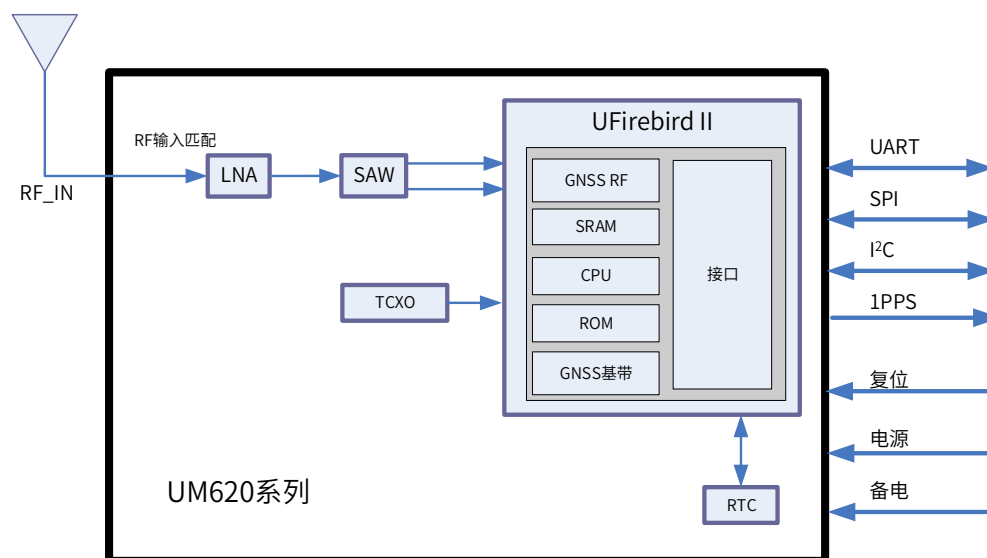 UFirebird II
RF输入匹配
RF_IN
LNA
SAW
GNSS RF
SRAM
CPU
ROM
GNSS基带
接口
TCXO
RTC
UM620系列
UART
SPI
I²C
1PPS
复位
电源
备电